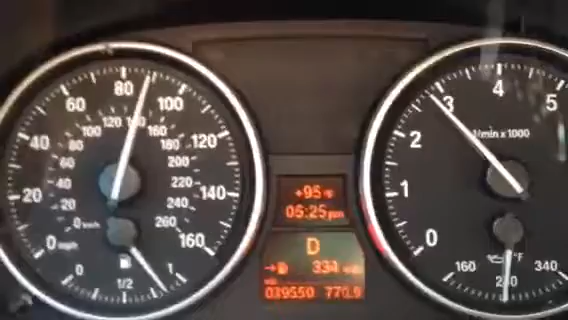 60 80 100
40 120
20 140
0 mph 160
80 100 120 140 160 180
60 200
40 220
20 240
0 km/h 260
1/2 1
+95 °F
05:25 pm
D
334
039550 770.9
3 4 5
2 1/min x 1000
1
0
160 °F 340